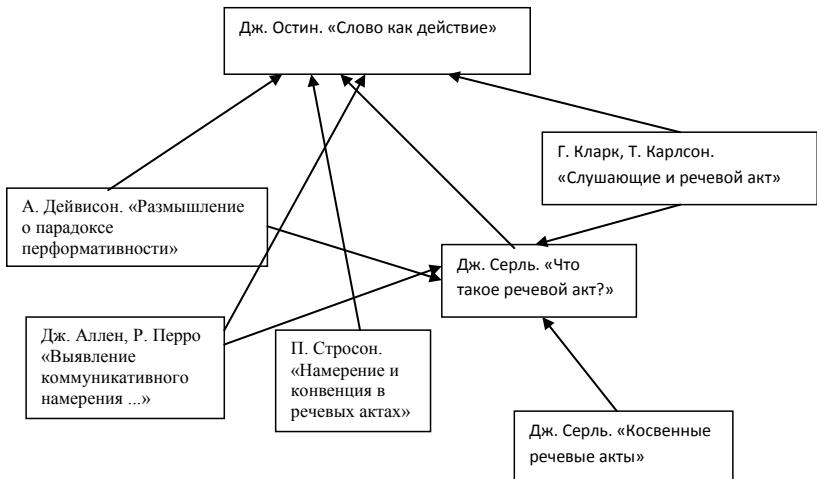 Дж. Остин. «Слово как действие»
Г. Кларк, Т. Карлсон.
«Слушающие и речевой акт»
А. Дейвисон. «Размышление
о парадоксе
перформативности»
Дж. Серль. «Что
такое речевой акт?»
Дж. Аллен, Р. Перро
«Выявление
коммуникативного
намерения ...»
П. Стросон.
«Намерение и
конвенция в
речевых актах»
Дж. Серль. «Косвенные
речевые акты»